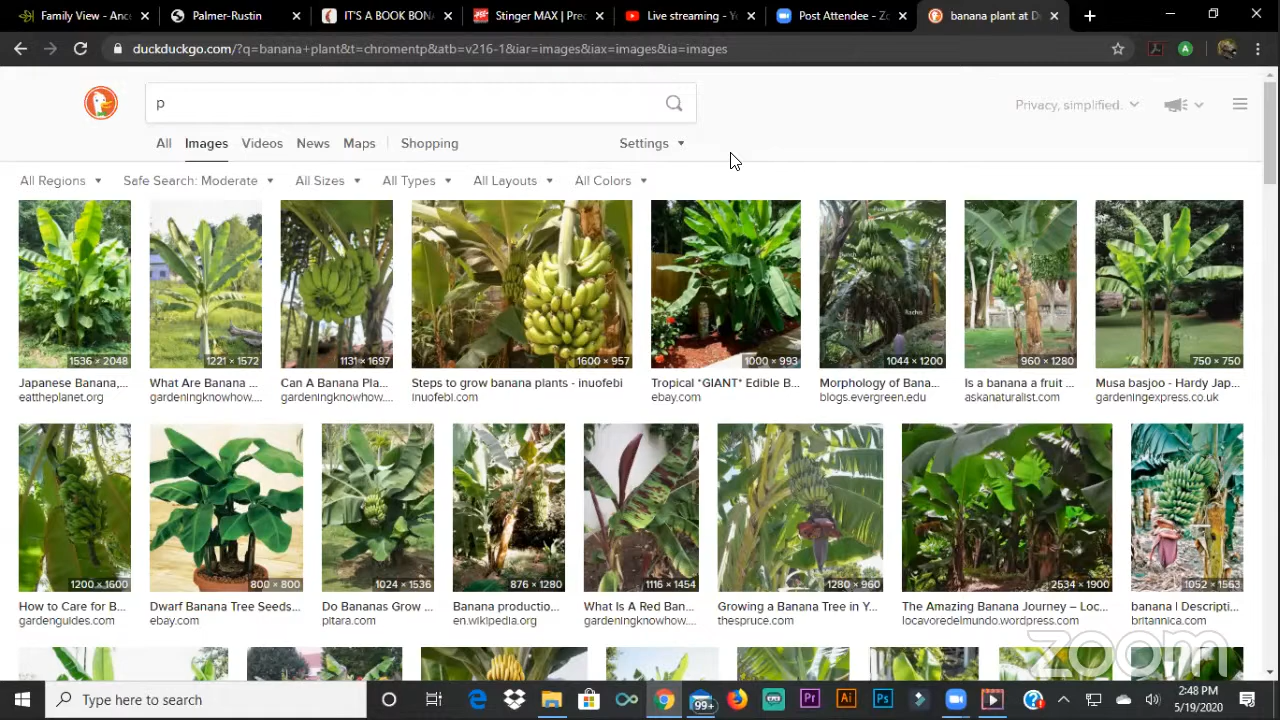 Family View - Anc
Palmer-Rustin
IT'S A BOOK BON
Stinger MAX | Pre
Live streaming - Y
Post Attendee - Zo
banana plant at D
duckduckgo.com/?q=banana+plant&t=chromentp&atb=v216-1&iar=images&iax=images&ia=images
p
Privacy, simplified.
All Images Videos News Maps Shopping Settings
All Regions Safe Search: Moderate All Sizes All Types All Layouts All Colors
1536 × 2048 1221 × 1572 1131 × 1697 1600 × 957 1000 × 993 1044 × 1200 960 × 1280 750 × 750
Japanese Banana,... What Are Banana ... Can A Banana Pla... Steps to grow banana plants - inuofebi Tropical *GIANT* Edible B... Morphology of Bana... Is a banana a fruit ... Musa basjoo - Hardy Jap...
eattheplanet.org gardeningknowhow.... gardeningknowhow.... inuofebi.com ebay.com blogs.evergreen.edu askanaturalist.com gardeningexpress.co.uk
1200 × 1600 800 × 800 1024 × 1536 876 × 1280 1116 × 1454 1280 × 960 2534 × 1900 1052 × 1563
How to Care for B... Dwarf Banana Tree Seeds... Do Bananas Grow ... Banana productio... What Is A Red Ban... Growing a Banana Tree in Y... The Amazing Banana Journey – Loc... banana | Descripti...
gardenguides.com ebay.com pitara.com en.wikipedia.org gardeningknowhow.... thespruce.com locavoredelmundo.wordpress.com britannica.com
zoom
Type here to search
99+
Pr Ai Ps
2:48 PM
5/19/2020